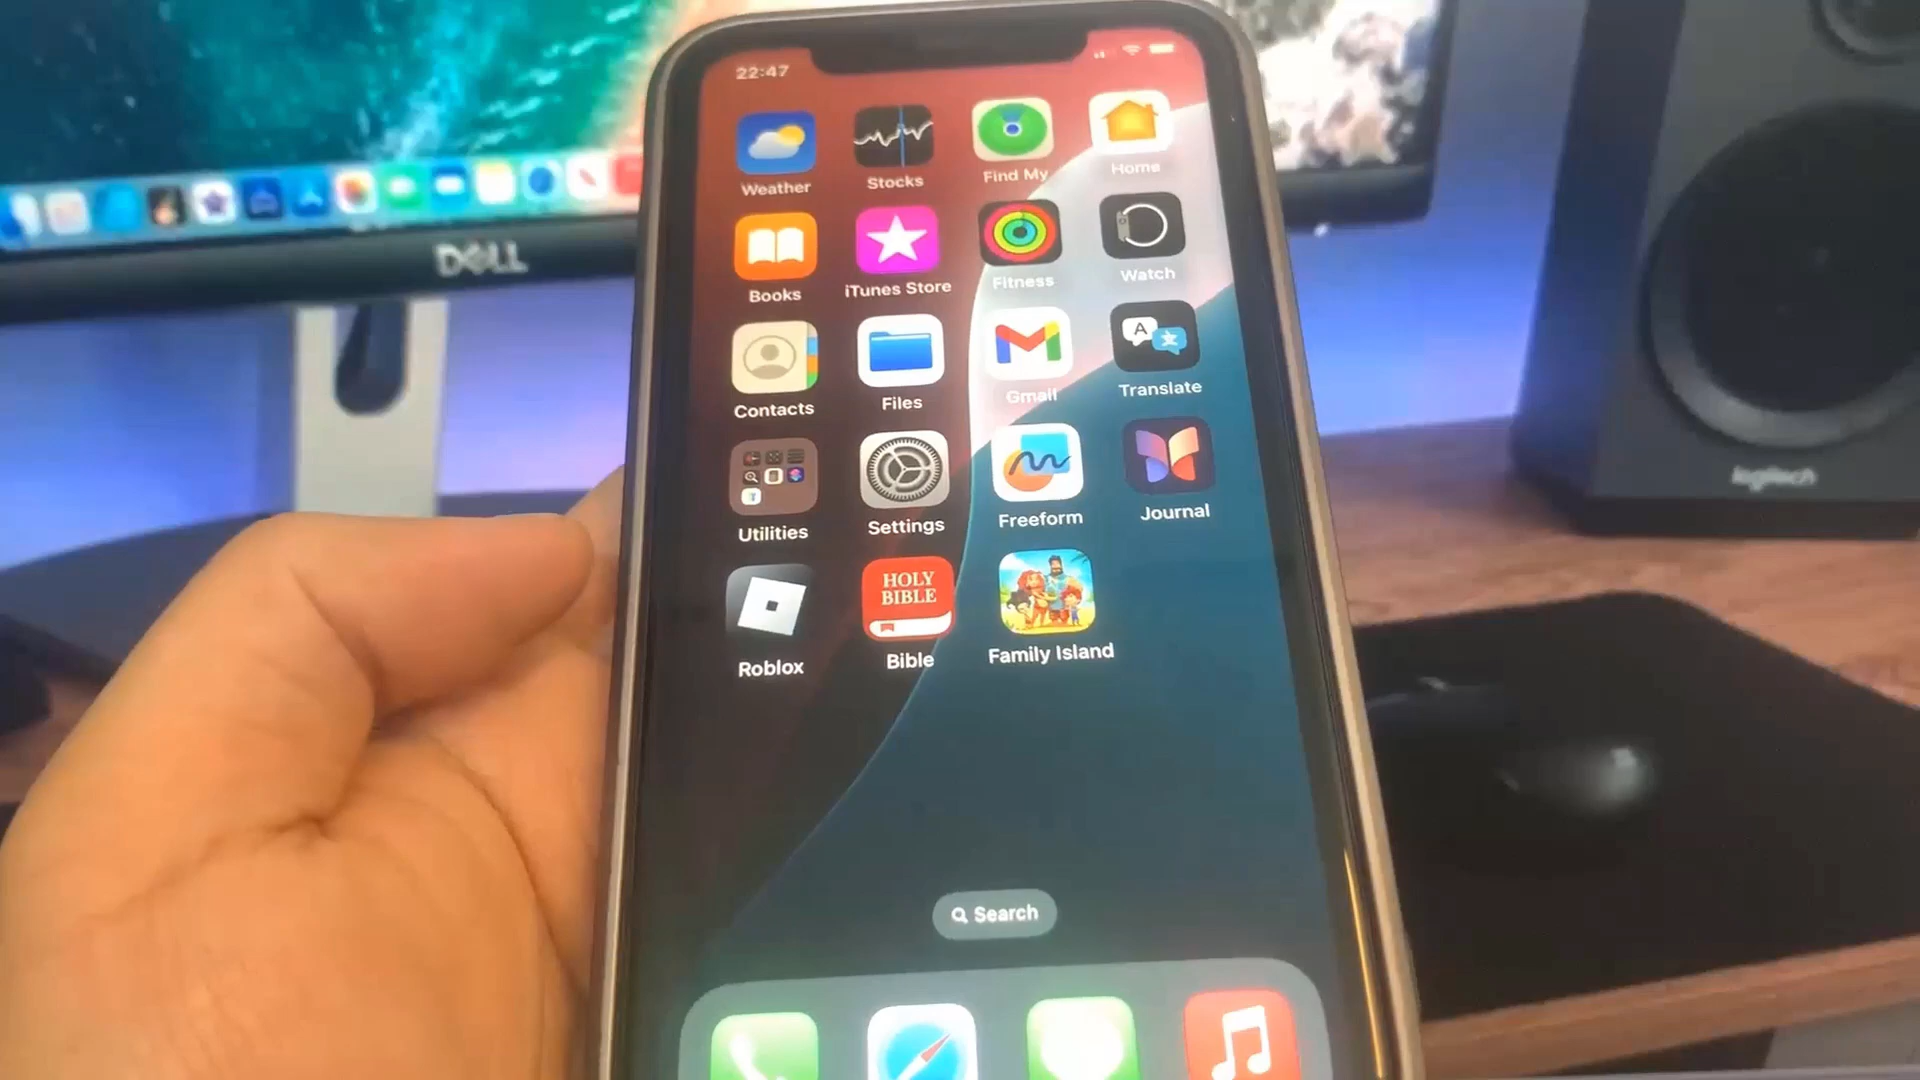 22:47
Weather Stocks Find My Home
Books iTunes Store Fitness Watch
Contacts Files Gmail Translate
Utilities Settings Freeform Journal
HOLY
BIBLE
Roblox Bible Family Island
Search
DELL
logitech